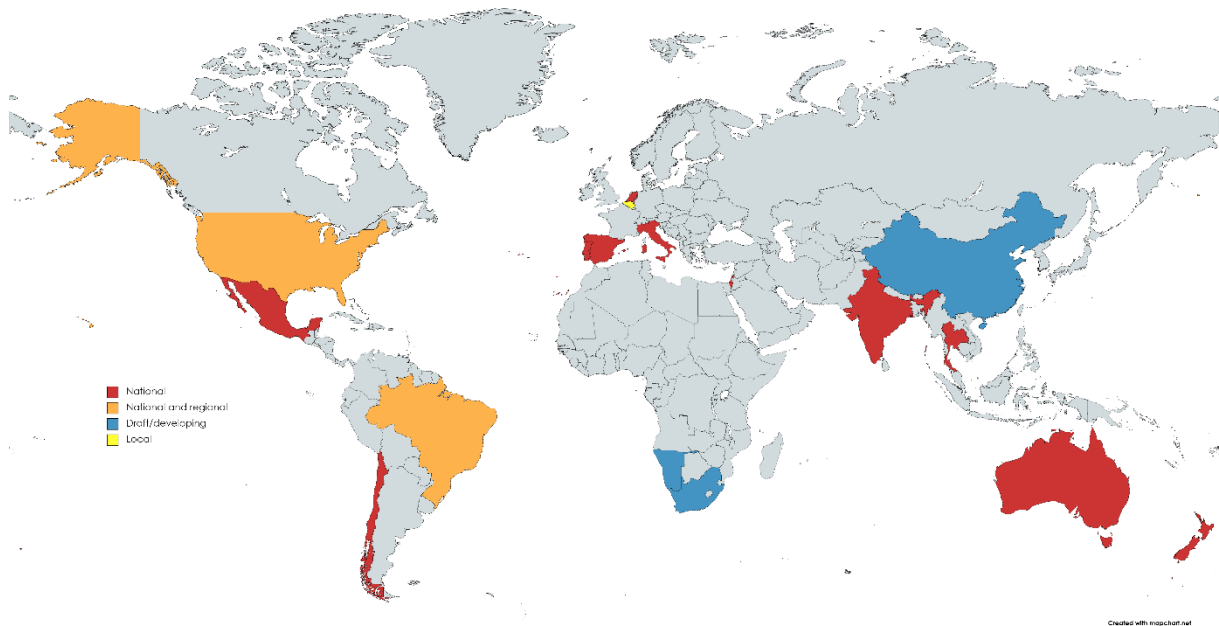 National
National and regional
Draft/developing
Local
Created with mapchart.net